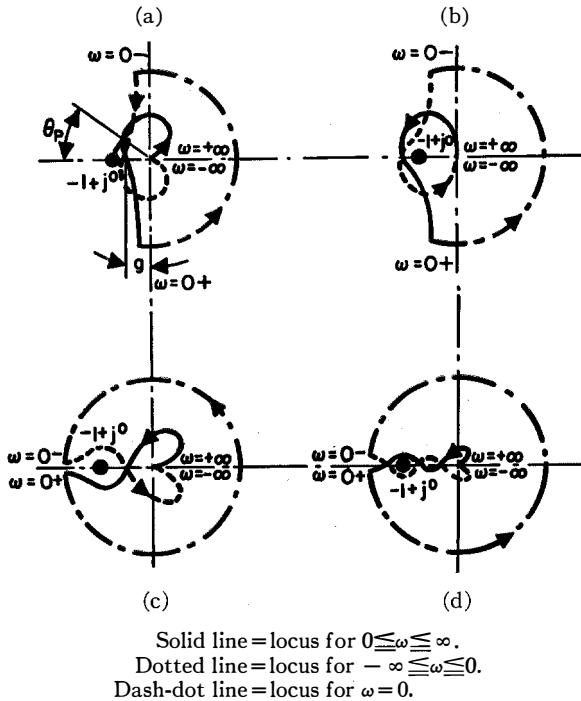 (a) (b)
ω=0− ω=0−
θp
−1+j0 ω=+∞ −1+j0 ω=+∞
ω=−∞ ω=−∞
g ω=0+ ω=0+
−1+j0
ω=0− ω=+∞ ω=0− ω=+∞
ω=0+ ω=−∞ ω=0+ ω=−∞
−1+j0
(c) (d)
Solid line=locus for 0≦ω≦∞.
Dotted line=locus for −∞≦ω≦0.
Dash-dot line=locus for ω=0.